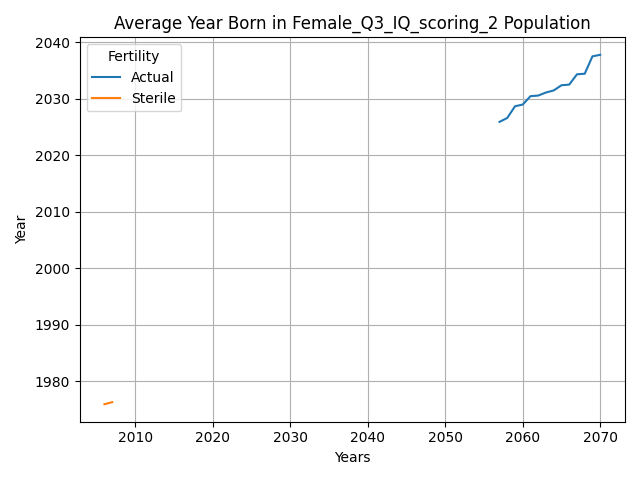 Average Year Born in Female_Q3_IQ_scoring_2 Population
Fertility
Actual
Sterile
2040
2030
2020
2010
2000
1990
1980
Year
2010 2020 2030 2040 2050 2060 2070
Years